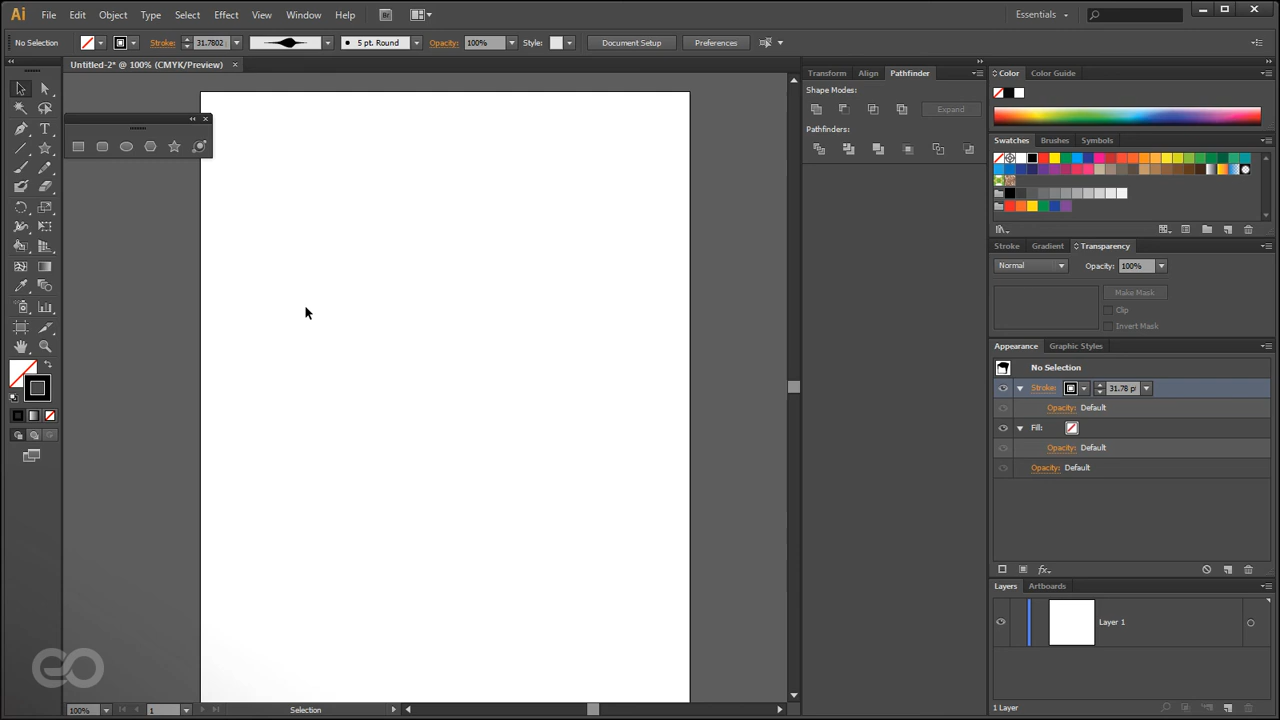 Ai File Edit Object Type Select Effect View Window Help Br Essentials
No Selection Stroke: 31.7802 5 pt. Round Opacity: 100% Style: Document Setup Preferences
Untitled-2* @ 100% (CMYK/Preview) ×
Transform Align Pathfinder
Shape Modes:
Expand
Pathfinders:
Color Color Guide
Swatches Brushes Symbols
Stroke Gradient Transparency
Normal Opacity: 100%
Make Mask
Clip
Invert Mask
Appearance Graphic Styles
No Selection
Stroke: 31.78 p
Opacity: Default
Fill:
Opacity: Default
Opacity: Default
fx
Layers Artboards
Layer 1
1 Layer
eo
100% 1 Selection